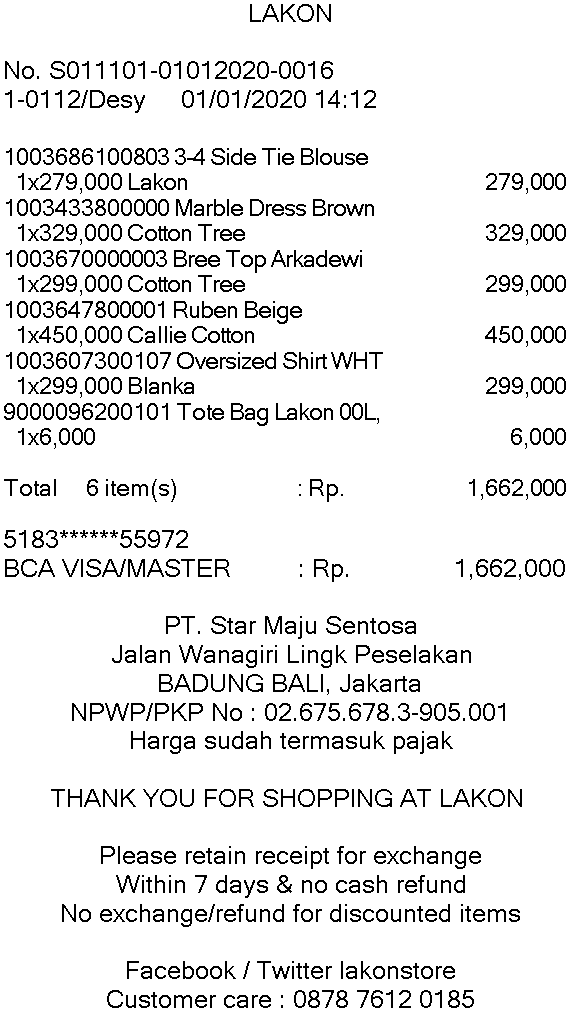 LAKON
No. S011101-01012020-0016
1-0112/Desy 01/01/2020 14:12
1003686100803 3-4 Side Tie Blouse
1x279,000 Lakon 279,000
1003433800000 Marble Dress Brown
1x329,000 Cotton Tree 329,000
1003670000003 Bree Top Arkadewi
1x299,000 Cotton Tree 299,000
1003647800001 Ruben Beige
1x450,000 Callie Cotton 450,000
1003607300107 Oversized Shirt WHT
1x299,000 Blanka 299,000
9000096200101 Tote Bag Lakon 00L,
1x6,000 6,000
Total 6 item(s) : Rp. 1,662,000
5183******55972
BCA VISA/MASTER : Rp. 1,662,000
PT. Star Maju Sentosa
Jalan Wanagiri Lingk Peselakan
BADUNG BALI, Jakarta
NPWP/PKP No : 02.675.678.3-905.001
Harga sudah termasuk pajak
THANK YOU FOR SHOPPING AT LAKON
Please retain receipt for exchange
Within 7 days & no cash refund
No exchange/refund for discounted items
Facebook / Twitter lakonstore
Customer care : 0878 7612 0185